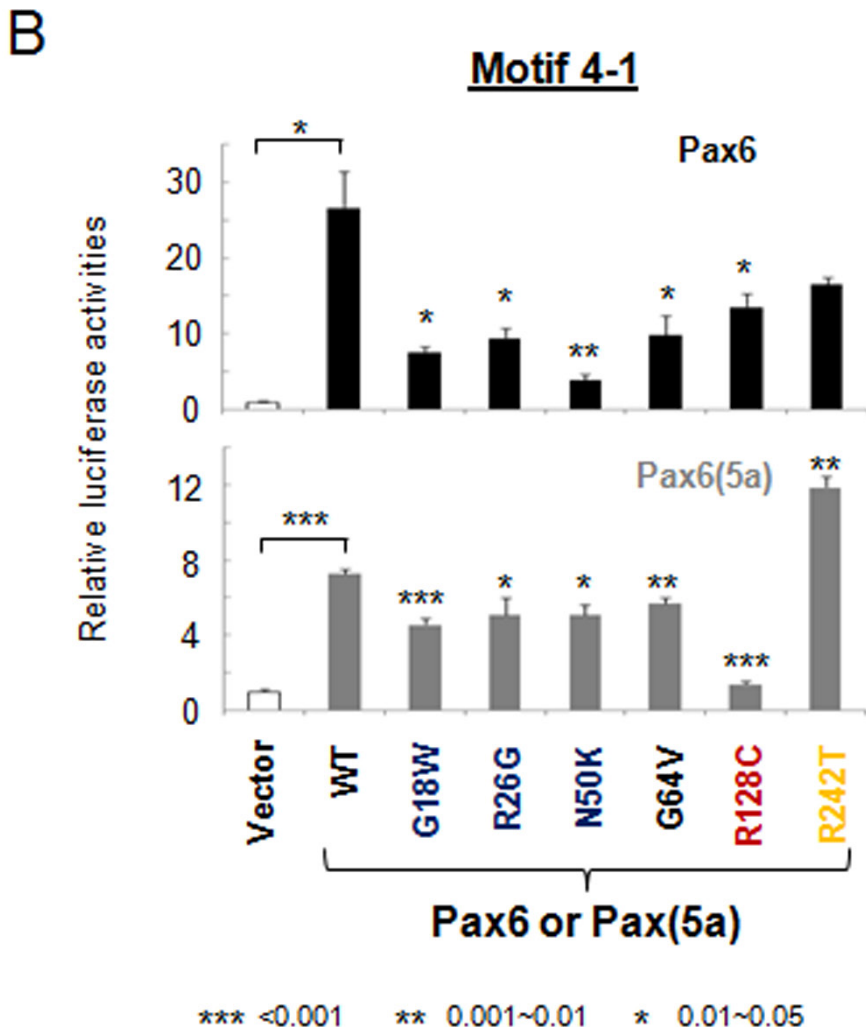 B
Motif 4-1
Pax6
*
30
20
10
0
* * ** * *
Relative luciferase activities
Pax6(5a)
12
8
4
0
***
*** * * ** *** **
Vector WT G18W R26G N50K G64V R128C R242T
Pax6 or Pax(5a)
*** <0.001 ** 0.001~0.01 * 0.01~0.05